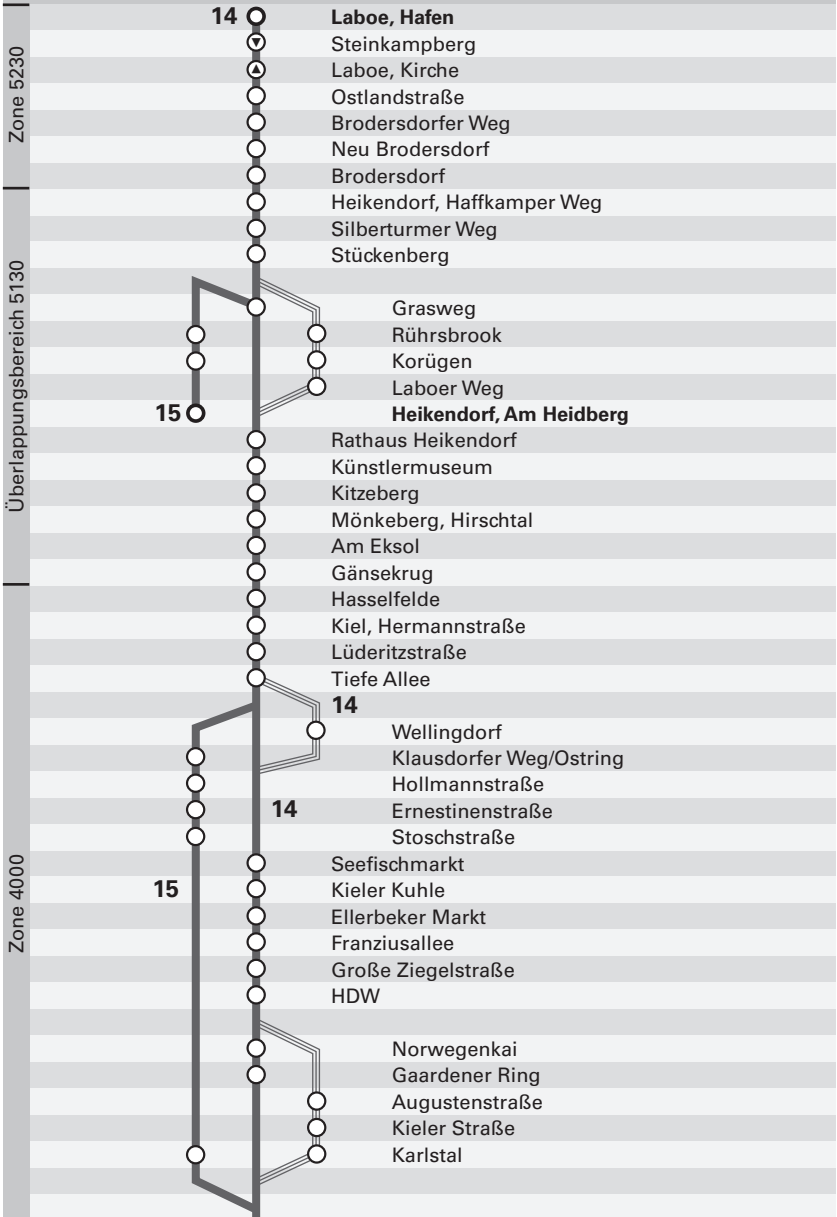 14 Laboe, Hafen
Steinkampberg
Laboe, Kirche
Ostlandstraße
Brodersdorfer Weg
Neu Brodersdorf
Brodersdorf
Heikendorf, Haffkamper Weg
Silberturmer Weg
Stückenberg
Grasweg
Rührsbrook
Korügen
Laboer Weg
15 Heikendorf, Am Heidberg
Rathaus Heikendorf
Künstlermuseum
Kitzeberg
Mönkeberg, Hirschtal
Am Eksol
Gänsekrug
Hasselfelde
Kiel, Hermannstraße
Lüderitzstraße
Tiefe Allee
14
Wellingdorf
Klausdorfer Weg/Ostring
Hollmannstraße
14 Ernestinenstraße
Stoschstraße
Seefischmarkt
15 Kieler Kuhle
Ellerbeker Markt
Franziusallee
Große Ziegelstraße
HDW
Norwegenkai
Gaardener Ring
Augustenstraße
Kieler Straße
Karlstal
Zone 5230
Überlappungsbereich 5130
Zone 4000